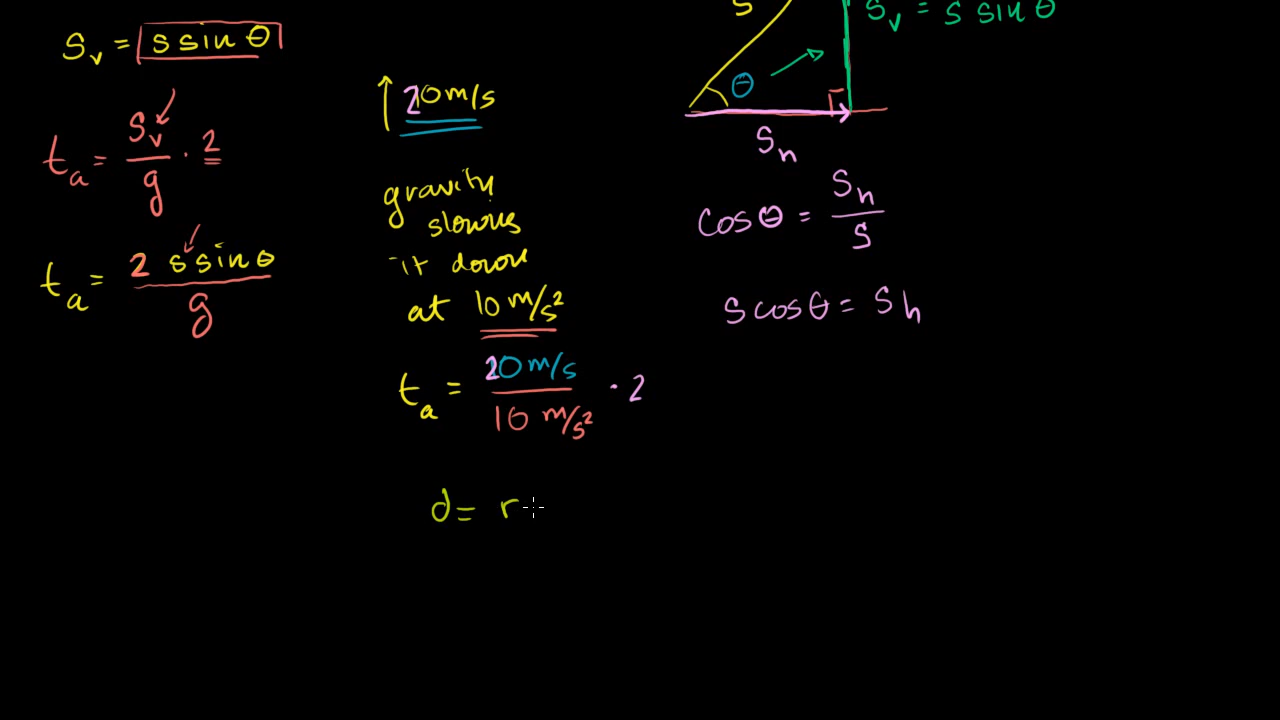 S_v = s sin θ
t_a = S_v / g · 2
t_a = 2 s sin θ / g
20 m/s
gravity
slows
it down
at 10 m/s²
t_a = 20 m/s / 10 m/s² · 2
d = r
S
S_v = s sin θ
θ
S_h
cos θ = S_h / S
s cos θ = S_h